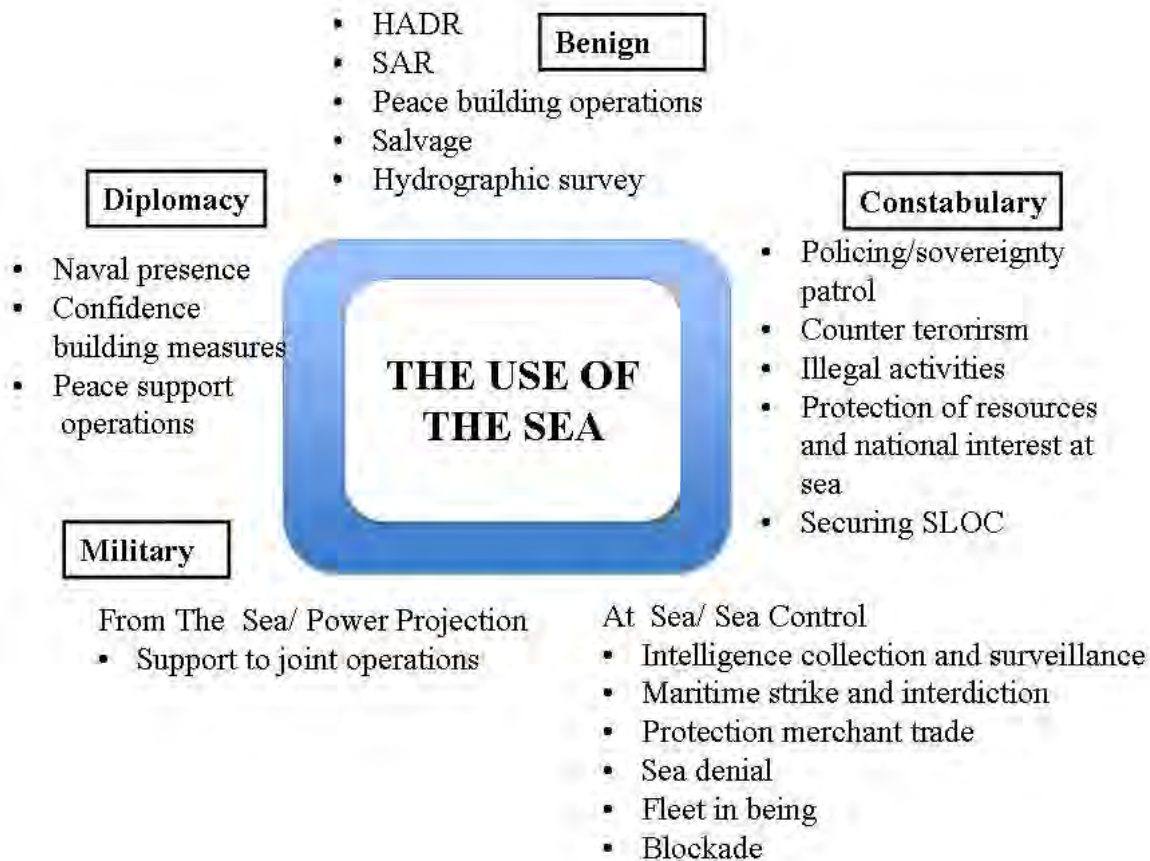 • HADR
• SAR
• Peace building operations
• Salvage
• Hydrographic survey
Benign
Diplomacy
• Naval presence
• Confidence
building measures
• Peace support
operations
THE USE OF
THE SEA
Constabulary
• Policing/sovereignty
patrol
• Counter terorirsm
• Illegal activities
• Protection of resources
and national interest at
sea
• Securing SLOC
Military
From The Sea/ Power Projection
• Support to joint operations
At Sea/ Sea Control
• Intelligence collection and surveillance
• Maritime strike and interdiction
• Protection merchant trade
• Sea denial
• Fleet in being
• Blockade